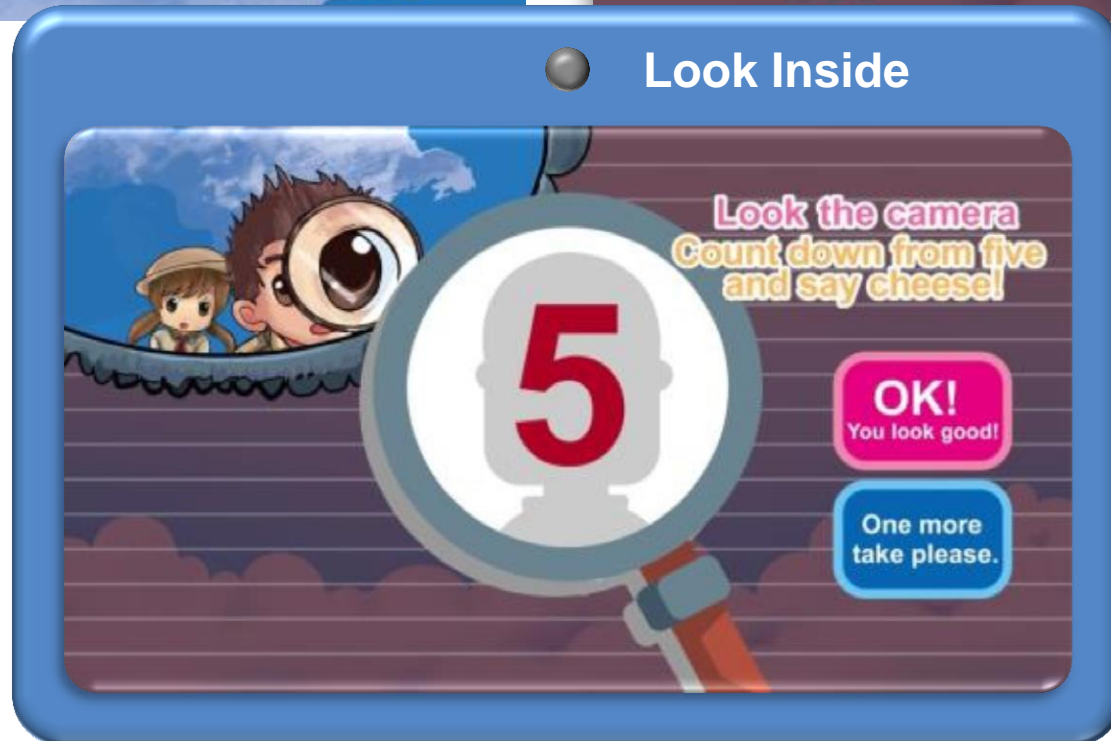 Look Inside
Look the camera
Count down from five
and say cheese!
5
OK!
You look good!
One more
take please.